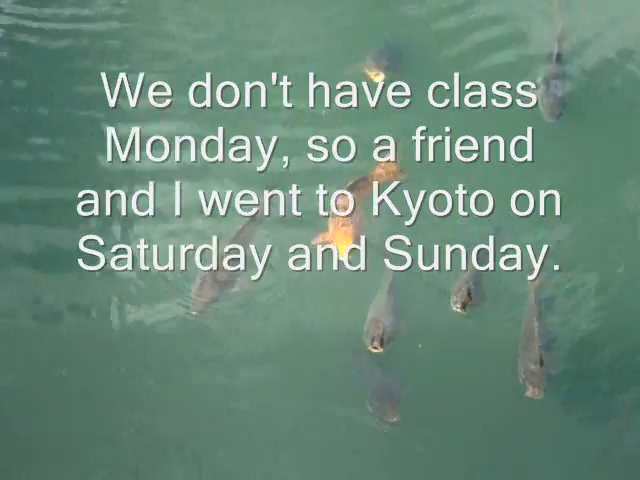 We don't have class
Monday, so a friend
and I went to Kyoto on
Saturday and Sunday.